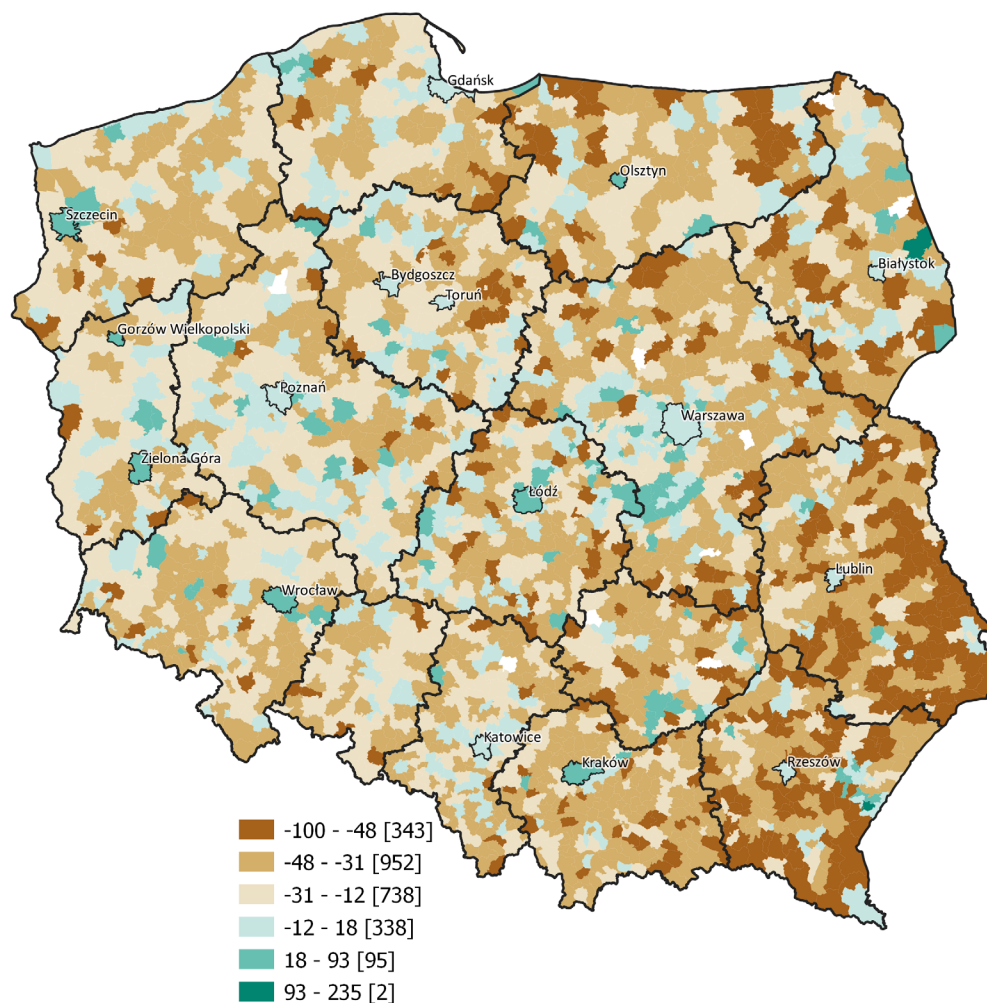 Gdańsk
Olsztyn
Szczecin
Białystok
Bydgoszcz
Toruń
Gorzów Wielkopolski
Poznań
Warszawa
Zielona Góra
Łódź
Lublin
Wrocław
Katowice
Kraków
Rzeszów
-100 - -48 [343]
-48 - -31 [952]
-31 - -12 [738]
-12 - 18 [338]
18 - 93 [95]
93 - 235 [2]